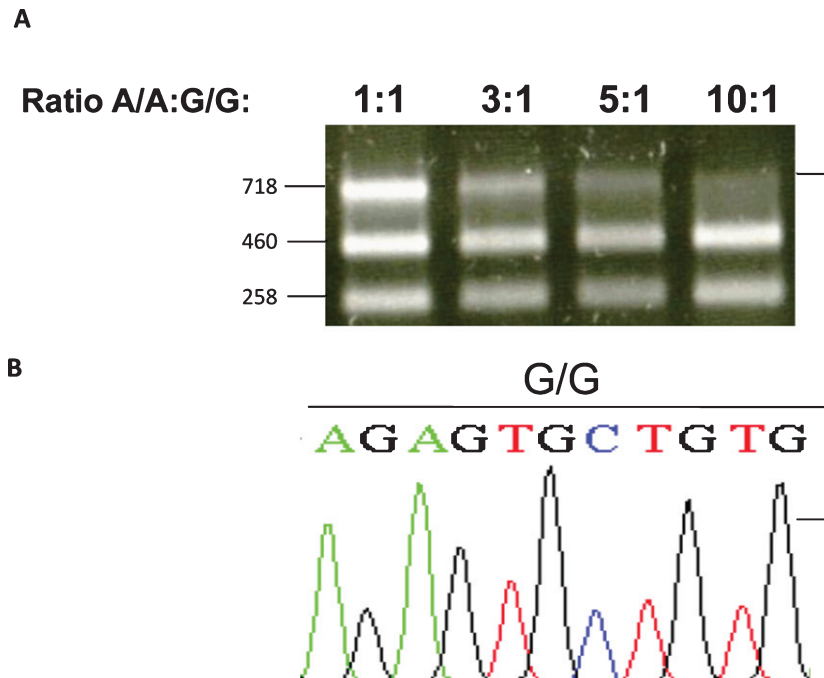 A
Ratio A/A:G/G: 1:1 3:1 5:1 10:1
718
460
258
B
G/G
AGAGTGCTGTG